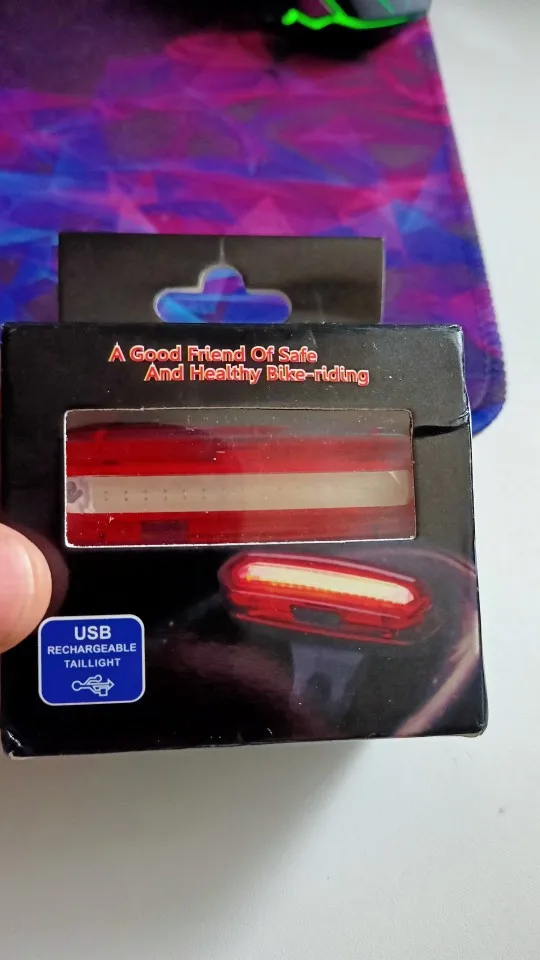 A Good Friend Of Safe
And Healthy Bike-riding
USB
RECHARGEABLE
TAILLIGHT